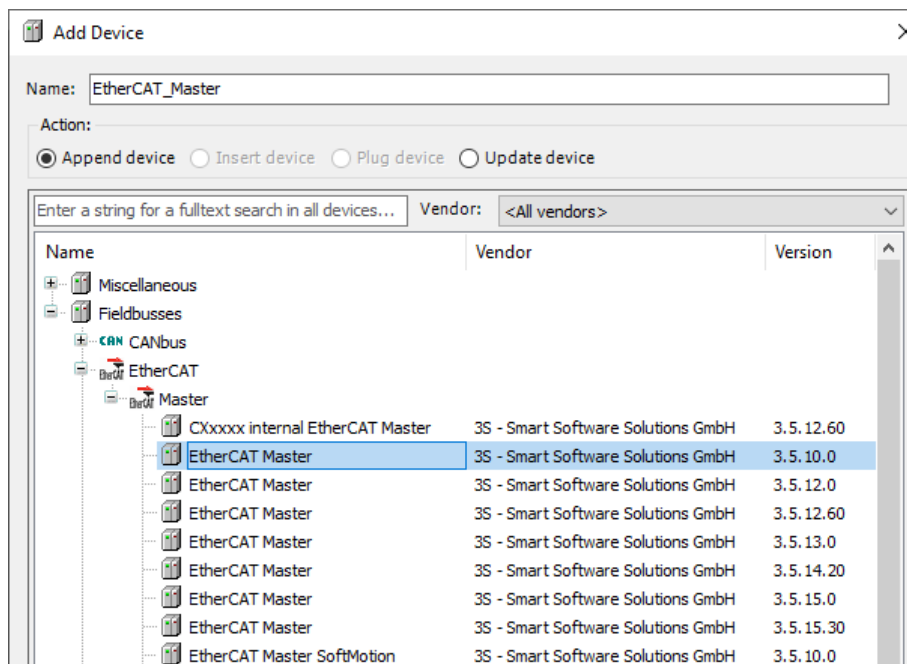 Add Device
Name: EtherCAT_Master
Action:
Append device Insert device Plug device Update device
Enter a string for a fulltext search in all devices... Vendor: <All vendors>
Name Vendor Version
Miscellaneous
Fieldbusses
CAN CANbus
EtherCAT EtherCAT
EtherCAT Master
CXxxxx internal EtherCAT Master 3S - Smart Software Solutions GmbH 3.5.12.60
EtherCAT Master 3S - Smart Software Solutions GmbH 3.5.10.0
EtherCAT Master 3S - Smart Software Solutions GmbH 3.5.12.0
EtherCAT Master 3S - Smart Software Solutions GmbH 3.5.12.60
EtherCAT Master 3S - Smart Software Solutions GmbH 3.5.13.0
EtherCAT Master 3S - Smart Software Solutions GmbH 3.5.14.20
EtherCAT Master 3S - Smart Software Solutions GmbH 3.5.15.0
EtherCAT Master 3S - Smart Software Solutions GmbH 3.5.15.30
EtherCAT Master SoftMotion 3S - Smart Software Solutions GmbH 3.5.10.0